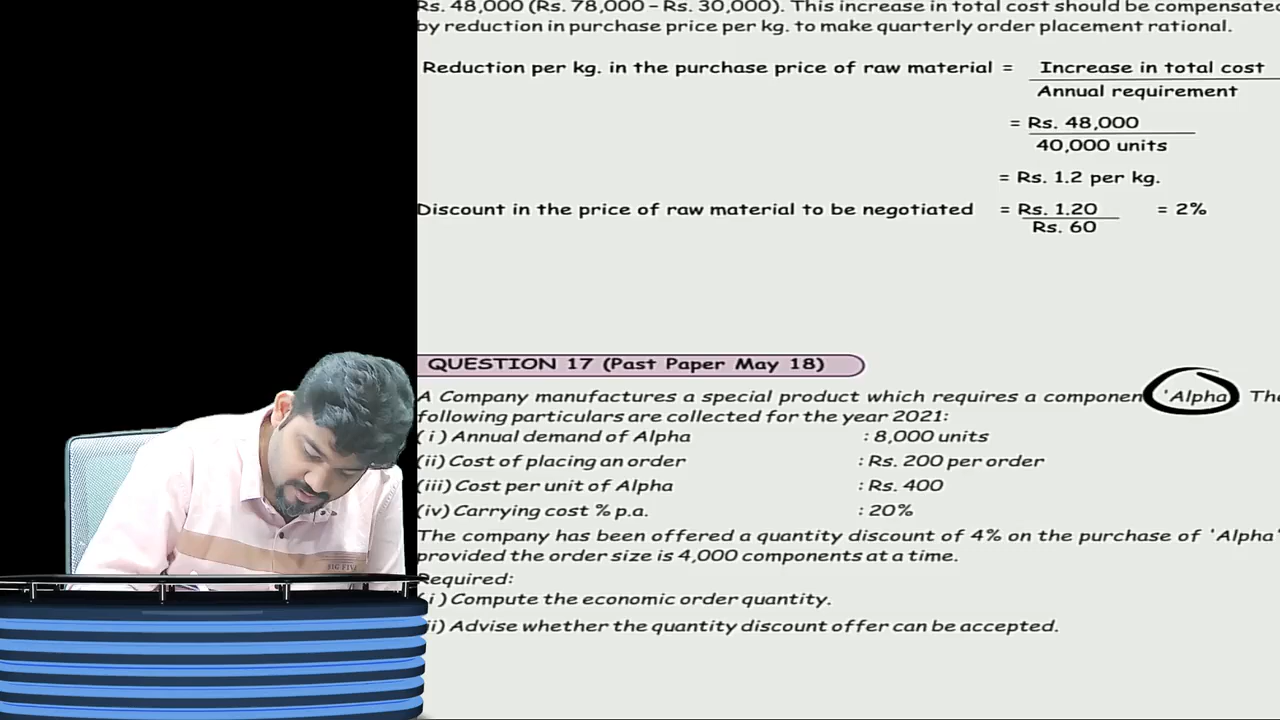 Rs. 48,000 (Rs. 78,000 – Rs. 30,000). This increase in total cost should be compensated
by reduction in purchase price per kg. to make quarterly order placement rational.
Reduction per kg. in the purchase price of raw material = Increase in total cost
Annual requirement
= Rs. 48,000
40,000 units
= Rs. 1.2 per kg.
Discount in the price of raw material to be negotiated = Rs. 1.20 = 2%
Rs. 60
QUESTION 17 (Past Paper May 18)
A Company manufactures a special product which requires a componen 'Alpha The
following particulars are collected for the year 2021:
( i ) Annual demand of Alpha : 8,000 units
(ii) Cost of placing an order : Rs. 200 per order
(iii) Cost per unit of Alpha : Rs. 400
(iv) Carrying cost % p.a. : 20%
The company has been offered a quantity discount of 4% on the purchase of 'Alpha'
provided the order size is 4,000 components at a time.
Required:
( i ) Compute the economic order quantity.
ii) Advise whether the quantity discount offer can be accepted.